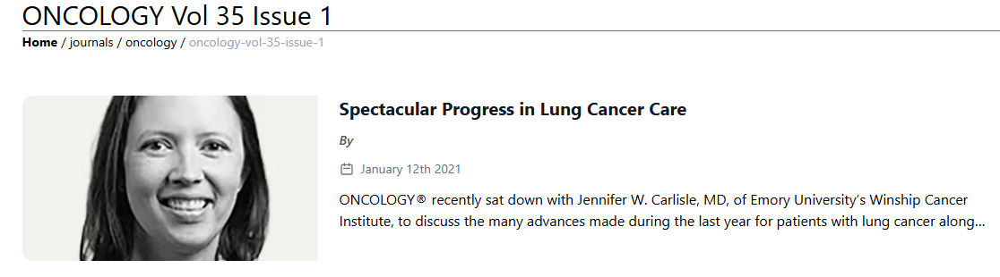 ONCOLOGY Vol 35 Issue 1
Home / journals / oncology / oncology-vol-35-issue-1
Spectacular Progress in Lung Cancer Care
By
January 12th 2021
ONCOLOGY® recently sat down with Jennifer W. Carlisle, MD, of Emory University’s Winship Cancer
Institute, to discuss the many advances made during the last year for patients with lung cancer along...